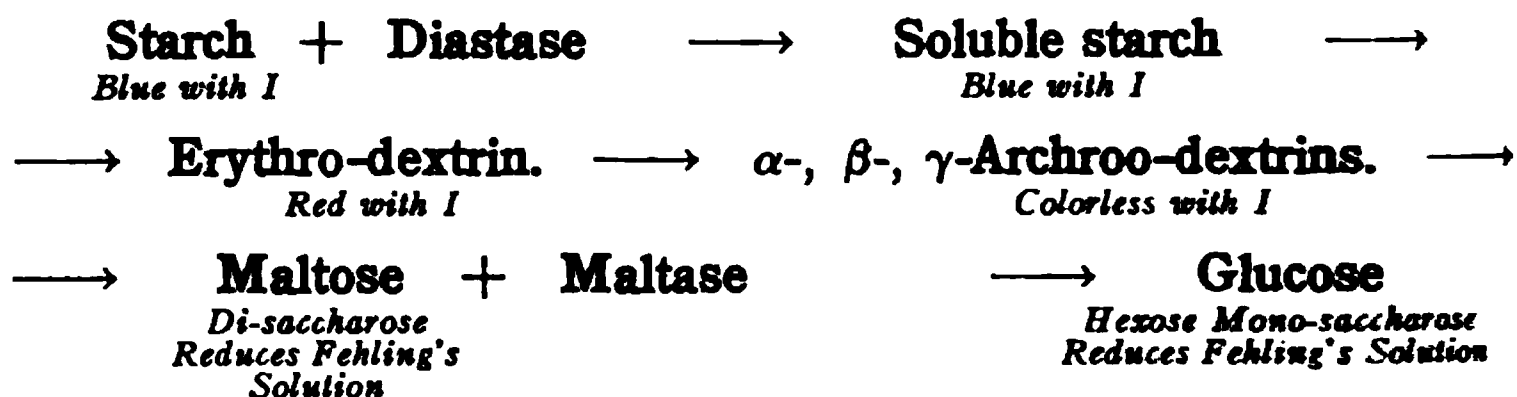 Starch + Diastase ⟶ Soluble starch ⟶
Blue with I Blue with I
⟶ Erythro-dextrin. ⟶ α-, β-, γ-Archroo-dextrins. ⟶
Red with I Colorless with I
⟶ Maltose + Maltase ⟶ Glucose
Di-saccharose Hexose Mono-saccharose
Reduces Fehling's Reduces Fehling's Solution
Solution